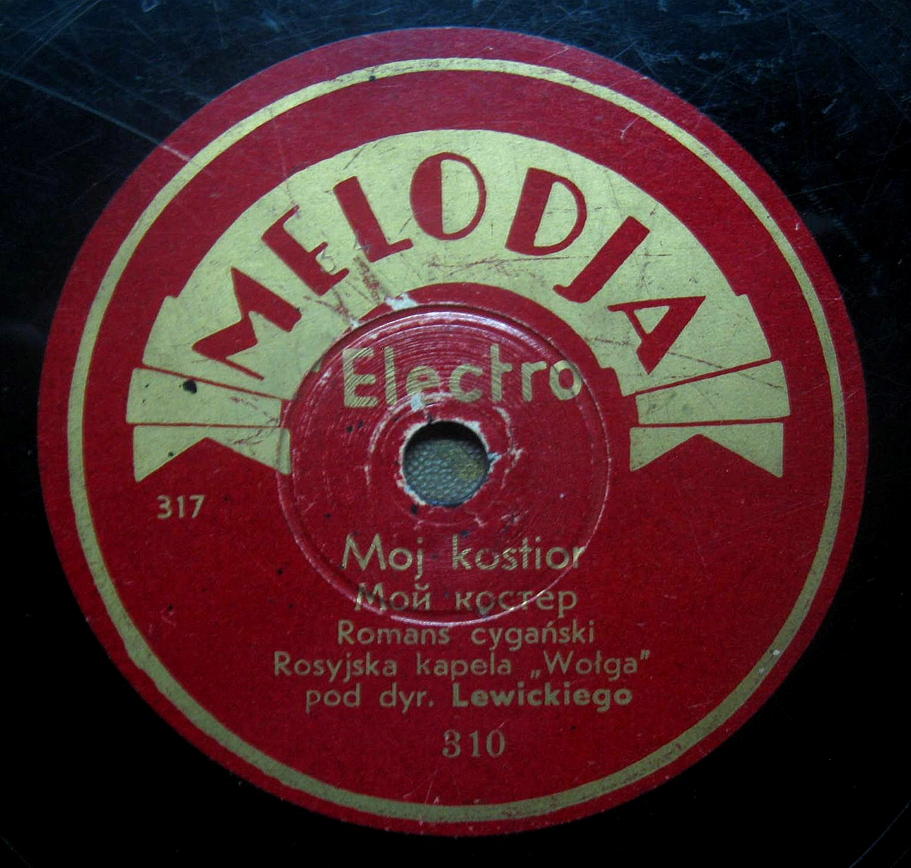 MELODJA
Electro
317
Moj kostior
Мой костер
Romans cygański
Rosyjska kapela „Wołga”
pod dyr. Lewickiego
310